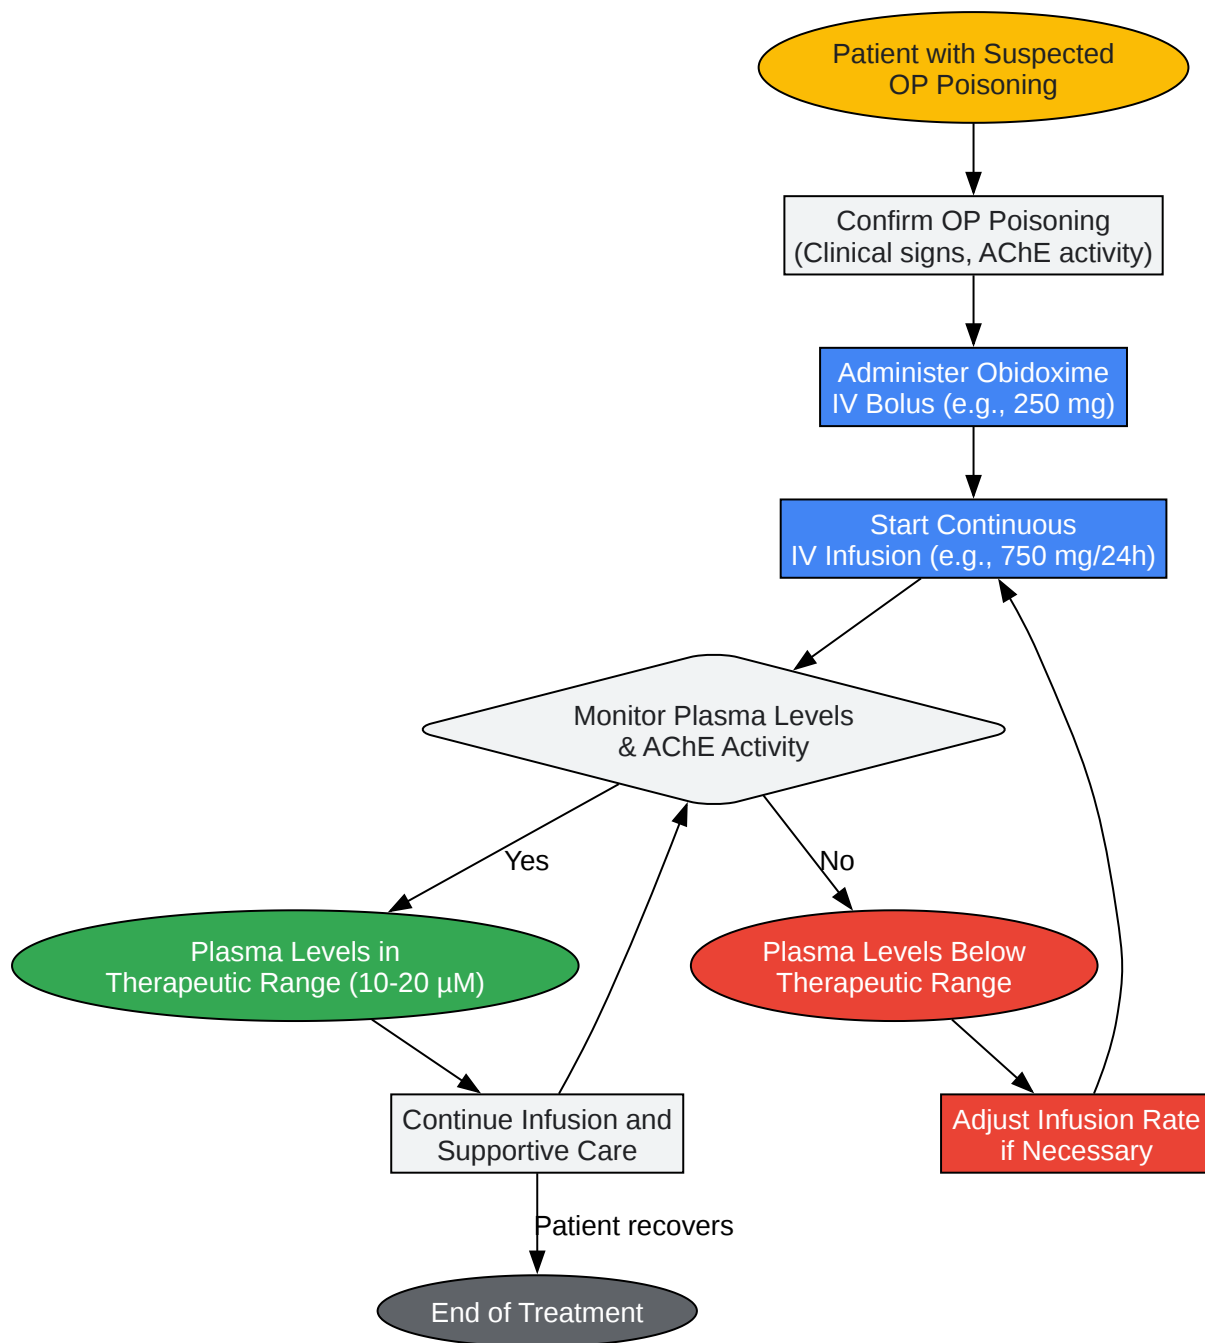 Patient with Suspected
OP Poisoning
Confirm OP Poisoning
(Clinical signs, AChE activity)
Administer Obidoxime
IV Bolus (e.g., 250 mg)
Start Continuous
IV Infusion (e.g., 750 mg/24h)
Monitor Plasma Levels
& AChE Activity
Yes
No
Plasma Levels in
Therapeutic Range (10-20 µM)
Plasma Levels Below
Therapeutic Range
Continue Infusion and
Supportive Care
Adjust Infusion Rate
if Necessary
Patient recovers
End of Treatment